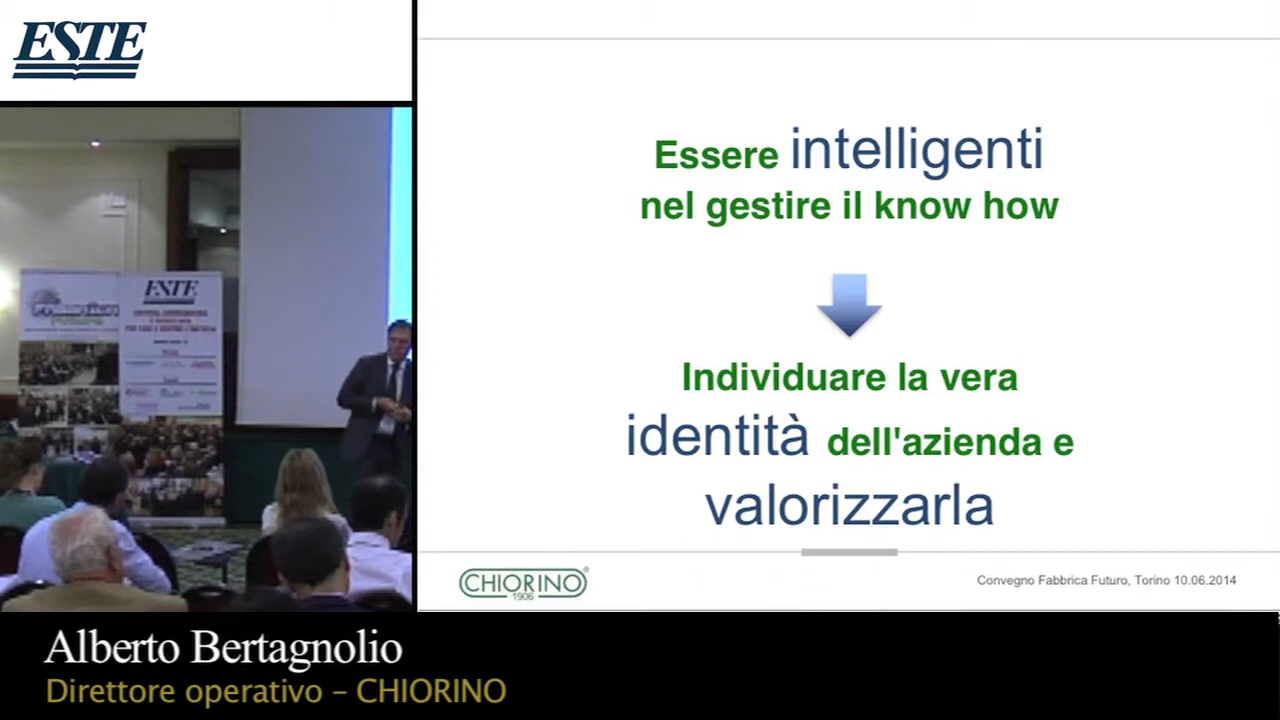 ESTE
Essere intelligenti
nel gestire il know how
Individuare la vera
identità dell'azienda e
valorizzarla
CHIORINO®
1906
Convegno Fabbrica Futuro, Torino 10.06.2014
ESTE
Alberto Bertagnolio
Direttore operativo – CHIORINO